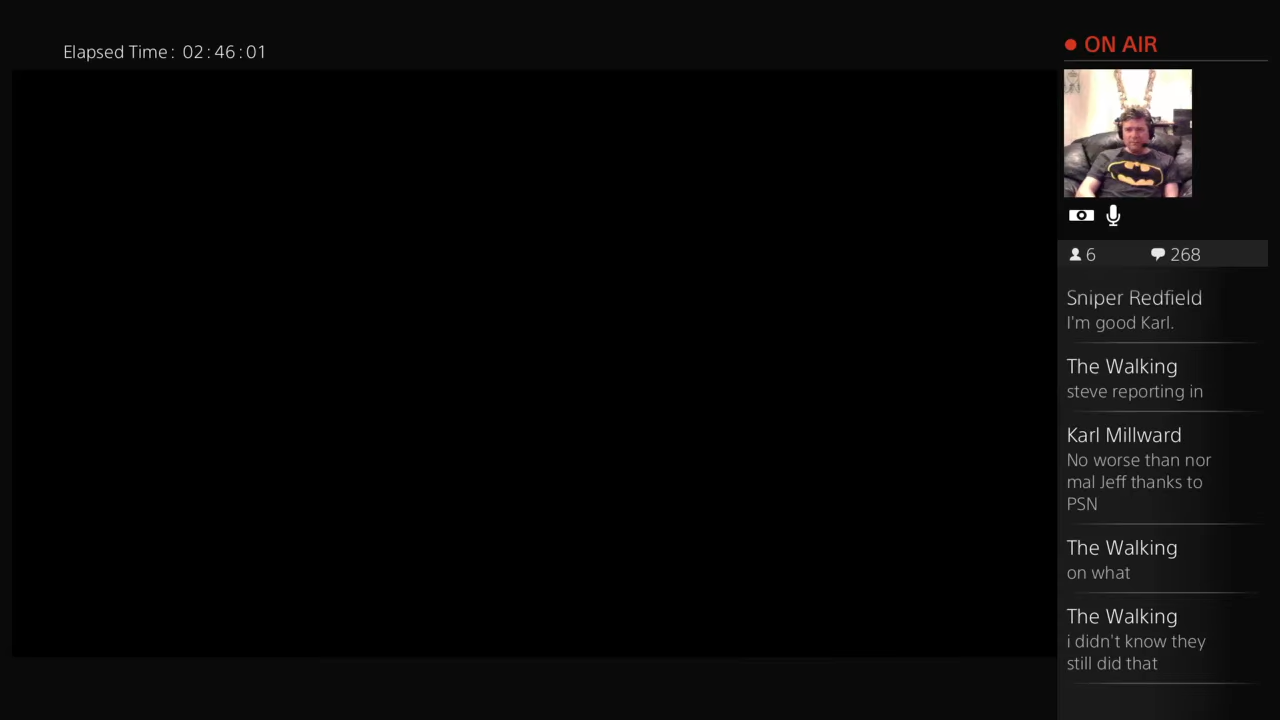 Elapsed Time: 02:46:01
ON AIR
6 268
Sniper Redfield
I'm good Karl.
The Walking
steve reporting in
Karl Millward
No worse than nor
mal Jeff thanks to
PSN
The Walking
on what
The Walking
i didn't know they
still did that